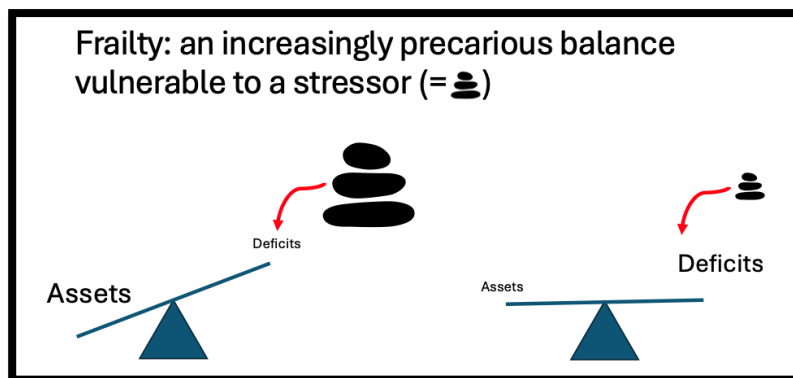 Frailty: an increasingly precarious balance
vulnerable to a stressor (= )
Deficits
Assets
Deficits
Assets